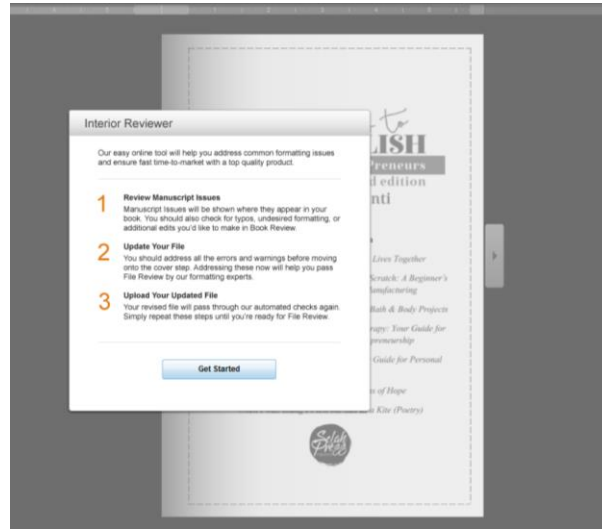 Interior Reviewer
Our easy online tool will help you address common formatting issues
and ensure fast time-to-market with a top quality product.
1 Review Manuscript Issues
Manuscript Issues will be shown where they appear in your
book. You should also check for typos, undesired formatting, or
additional edits you'd like to make in Book Review.
2 Update Your File
You should address all the errors and warnings before moving
onto the cover step. Addressing these now will help you pass
File Review by our formatting experts.
3 Upload Your Updated File
Your revised file will pass through our automated checks again.
Simply repeat these steps until you're ready for File Review.
Get Started
to
LISH
Preneurs
edition
nti
Lives Together
Scratch: A Beginner's
Manufacturing
Bath & Body Projects
rapy: Your Guide for
preneurship
Guide for Personal
of Hope
Kite (Poetry)
Selah
Press